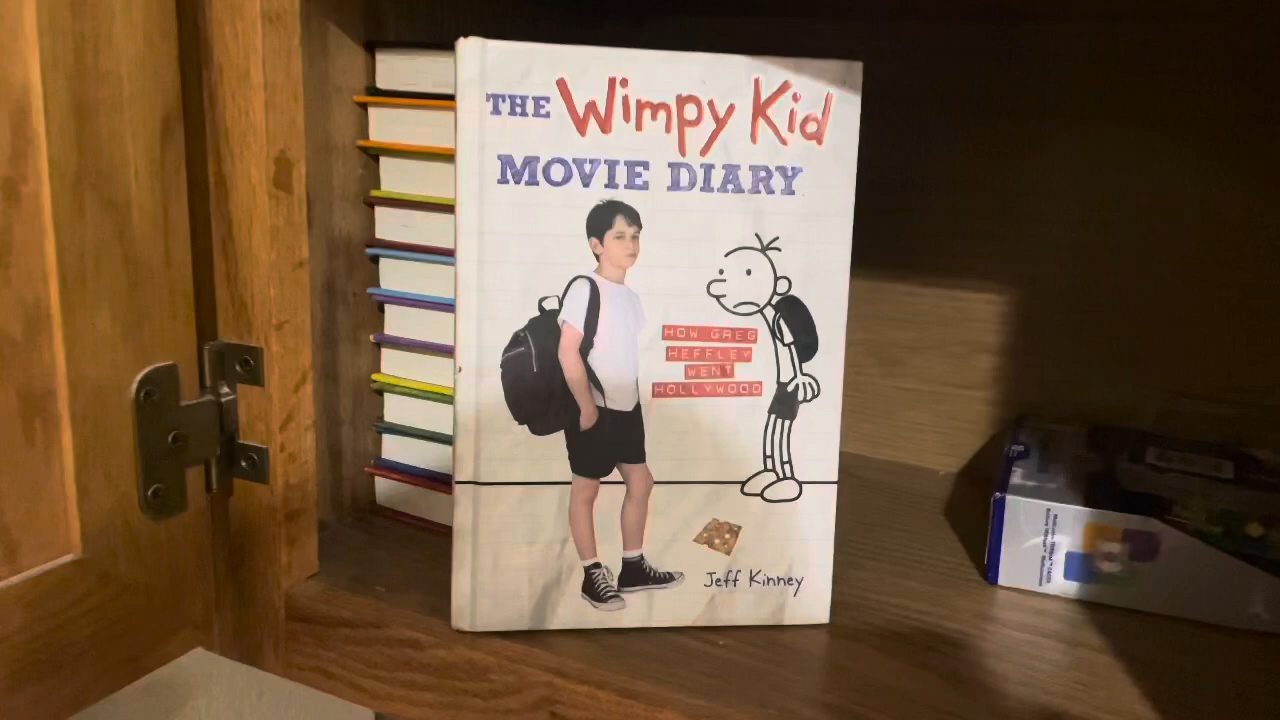 THE Wimpy Kid
MOVIE DIARY
HOW GREG
HEFFLEY
WENT
HOLLYWOOD
Jeff Kinney